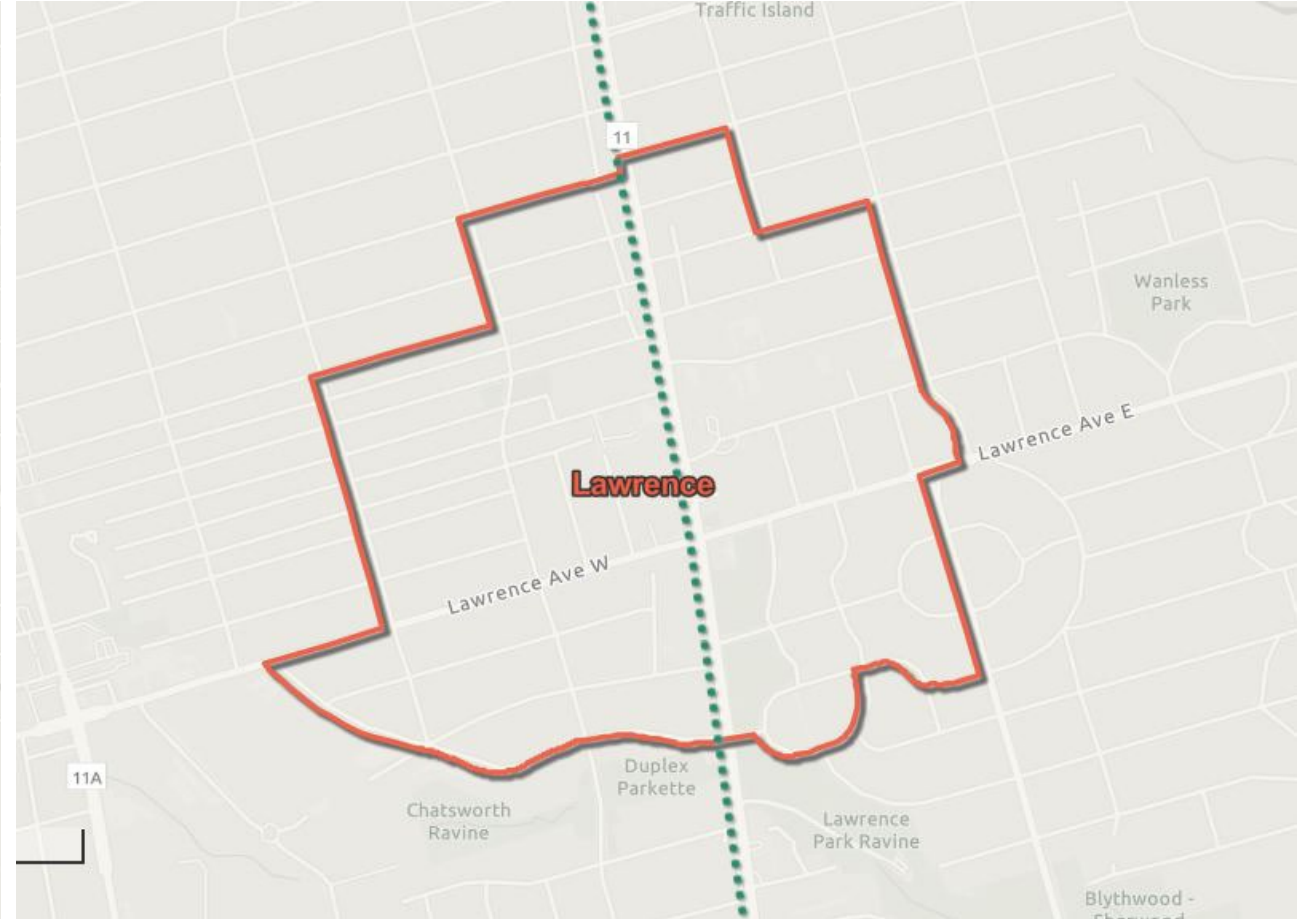 Traffic Island
11
Wanless
Park
Lawrence Ave E
Lawrence
Lawrence Ave W
11A
Duplex
Parkette
Chatsworth
Ravine
Lawrence
Park Ravine
Blythwood -
Sherwood